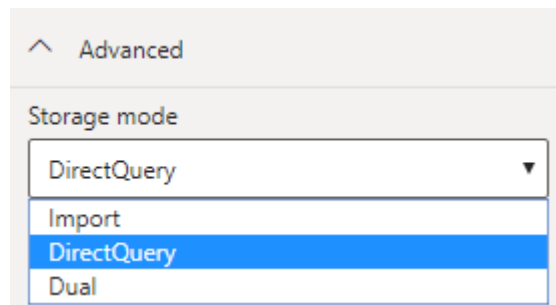 Advanced
Storage mode
DirectQuery
Import
DirectQuery
Dual